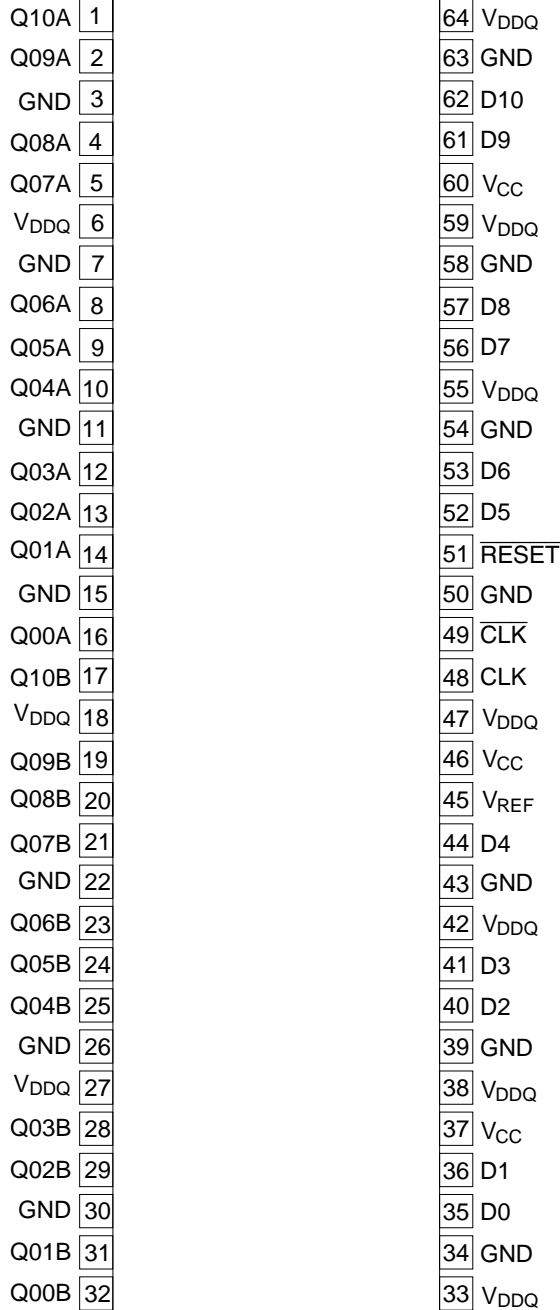 Q10A 1 64 VDDQ
Q09A 2 63 GND
GND 3 62 D10
Q08A 4 61 D9
Q07A 5 60 VCC
VDDQ 6 59 VDDQ
GND 7 58 GND
Q06A 8 57 D8
Q05A 9 56 D7
Q04A 10 55 VDDQ
GND 11 54 GND
Q03A 12 53 D6
Q02A 13 52 D5
Q01A 14 51 RESET
GND 15 50 GND
Q00A 16 49 CLK
Q10B 17 48 CLK
VDDQ 18 47 VDDQ
Q09B 19 46 VCC
Q08B 20 45 VREF
Q07B 21 44 D4
GND 22 43 GND
Q06B 23 42 VDDQ
Q05B 24 41 D3
Q04B 25 40 D2
GND 26 39 GND
VDDQ 27 38 VDDQ
Q03B 28 37 VCC
Q02B 29 36 D1
GND 30 35 D0
Q01B 31 34 GND
Q00B 32 33 VDDQ